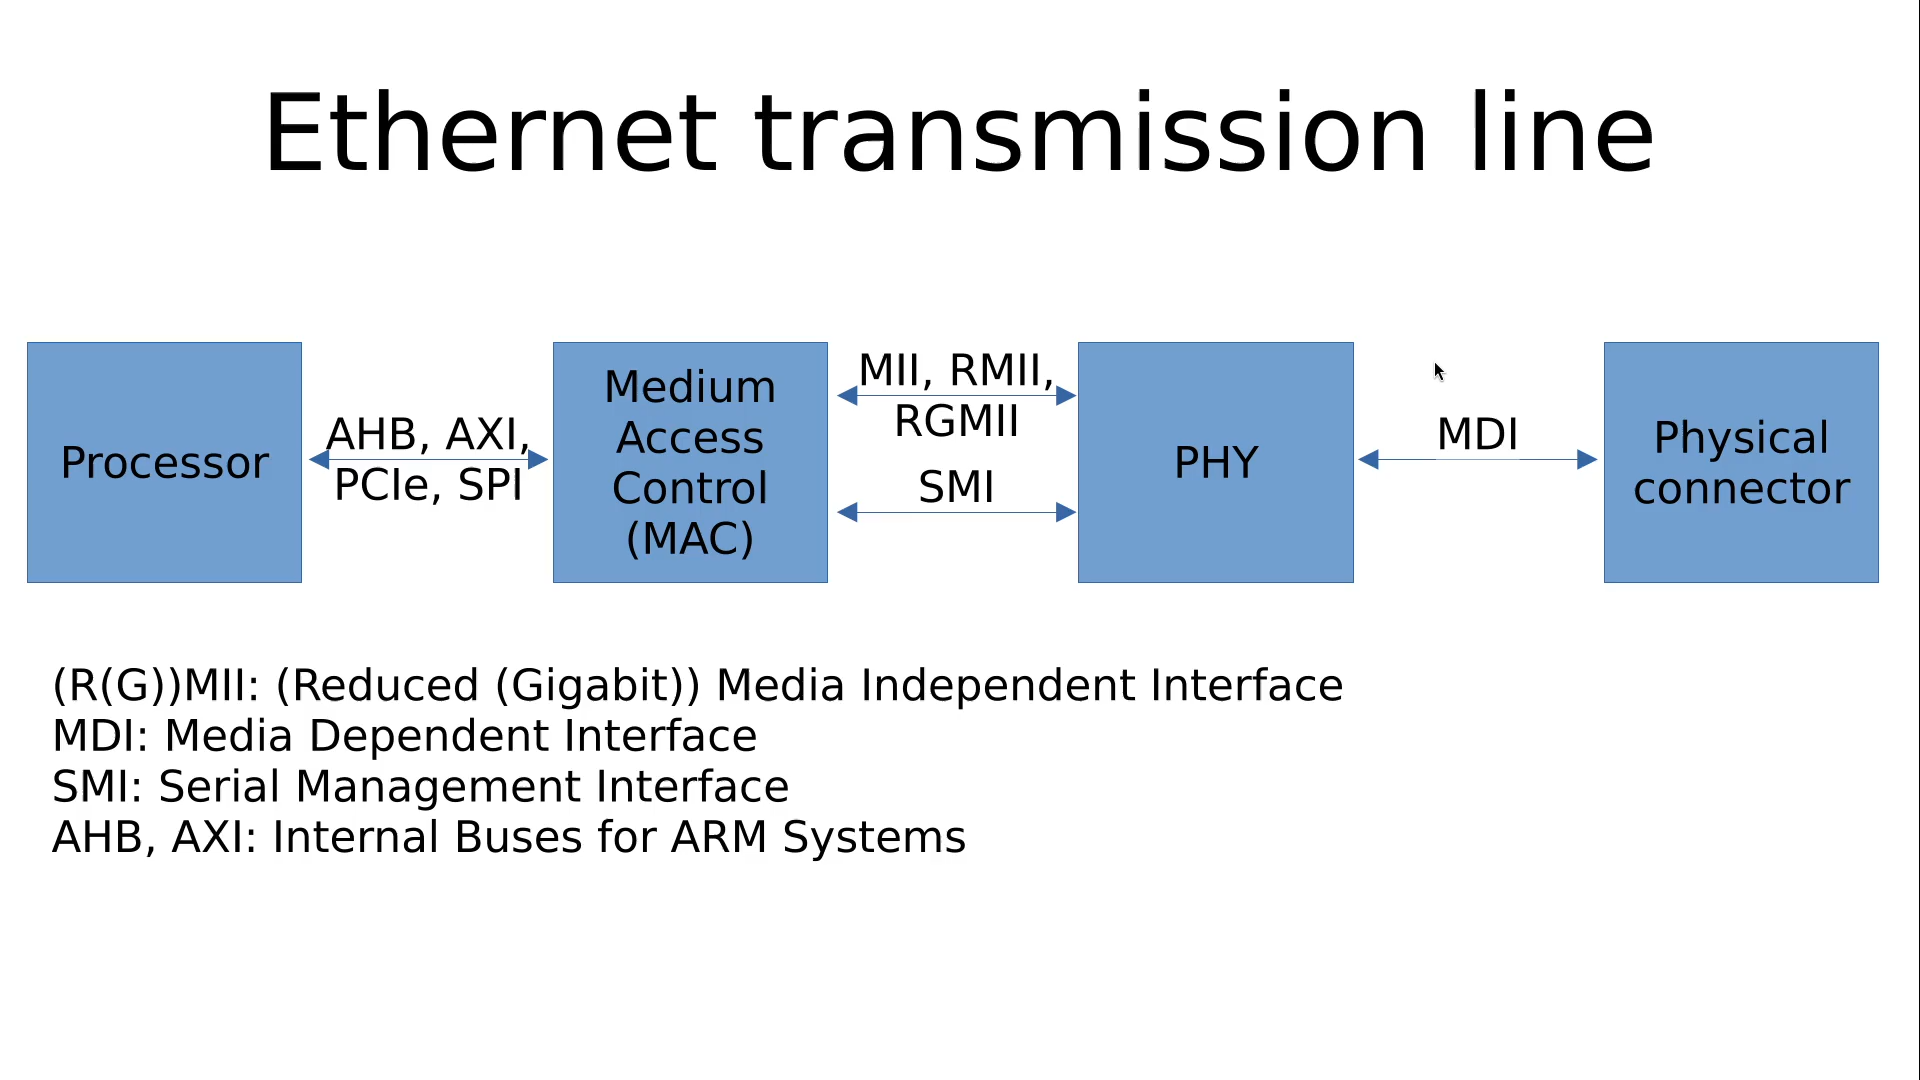 Ethernet transmission line
Processor
AHB, AXI,
PCIe, SPI
Medium
Access
Control
(MAC)
MII, RMII,
RGMII
SMI
PHY
MDI
Physical
connector
(R(G))MII: (Reduced (Gigabit)) Media Independent Interface
MDI: Media Dependent Interface
SMI: Serial Management Interface
AHB, AXI: Internal Buses for ARM Systems